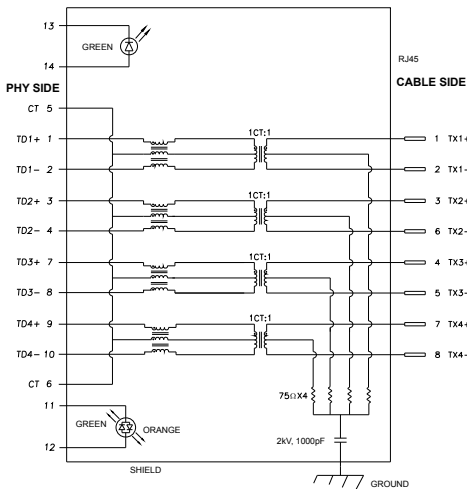 13
GREEN
14
RJ45
PHY SIDE
CABLE SIDE
CT 5
1CT:1
TD1+ 1
1 TX1+
TD1- 2
2 TX1-
1CT:1
TD2+ 3
3 TX2+
TD2- 4
6 TX2-
1CT:1
TD3+ 7
4 TX3+
TD3- 8
5 TX3-
1CT:1
TD4+ 9
7 TX4+
TD4- 10
8 TX4-
CT 6
75ΩX4
11
GREEN
ORANGE
2kV, 1000pF
12
SHIELD
GROUND